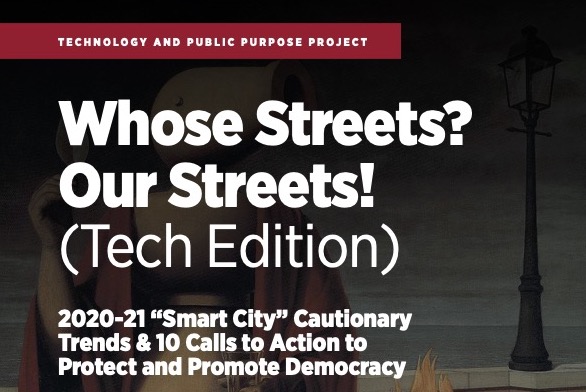 TECHNOLOGY AND PUBLIC PURPOSE PROJECT
Whose Streets?
Our Streets!
(Tech Edition)
2020-21 “Smart City” Cautionary
Trends & 10 Calls to Action to
Protect and Promote Democracy